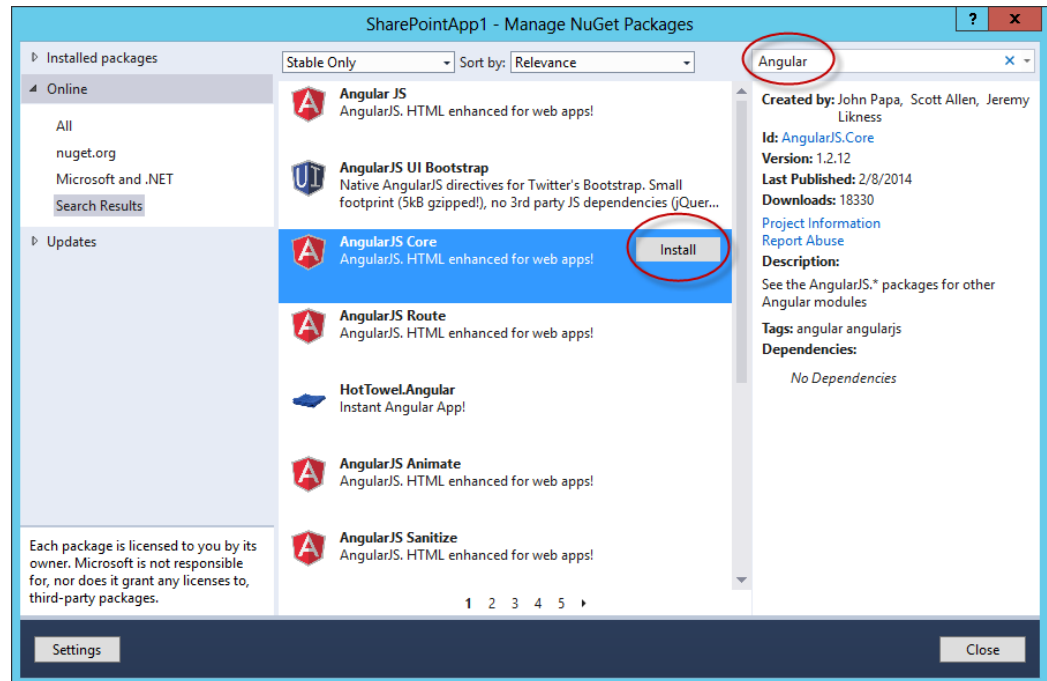 SharePointApp1 - Manage NuGet Packages
? x
Installed packages
Online
All
nuget.org
Microsoft and .NET
Search Results
Updates
Each package is licensed to you by its
owner. Microsoft is not responsible
for, nor does it grant any licenses to,
third-party packages.
Stable Only
Sort by: Relevance
Angular JS
AngularJS. HTML enhanced for web apps!
UI
AngularJS UI Bootstrap
Native AngularJS directives for Twitter's Bootstrap. Small
footprint (5kB gzipped!), no 3rd party JS dependencies (jQuer...
AngularJS Core
AngularJS. HTML enhanced for web apps!
Install
AngularJS Route
AngularJS. HTML enhanced for web apps!
HotTowel.Angular
Instant Angular App!
AngularJS Animate
AngularJS. HTML enhanced for web apps!
AngularJS Sanitize
AngularJS. HTML enhanced for web apps!
1 2 3 4 5
Angular
Created by: John Papa, Scott Allen, Jeremy
Likness
Id: AngularJS.Core
Version: 1.2.12
Last Published: 2/8/2014
Downloads: 18330
Project Information
Report Abuse
Description:
See the AngularJS.* packages for other
Angular modules
Tags: angular angularjs
Dependencies:
No Dependencies
Settings
Close